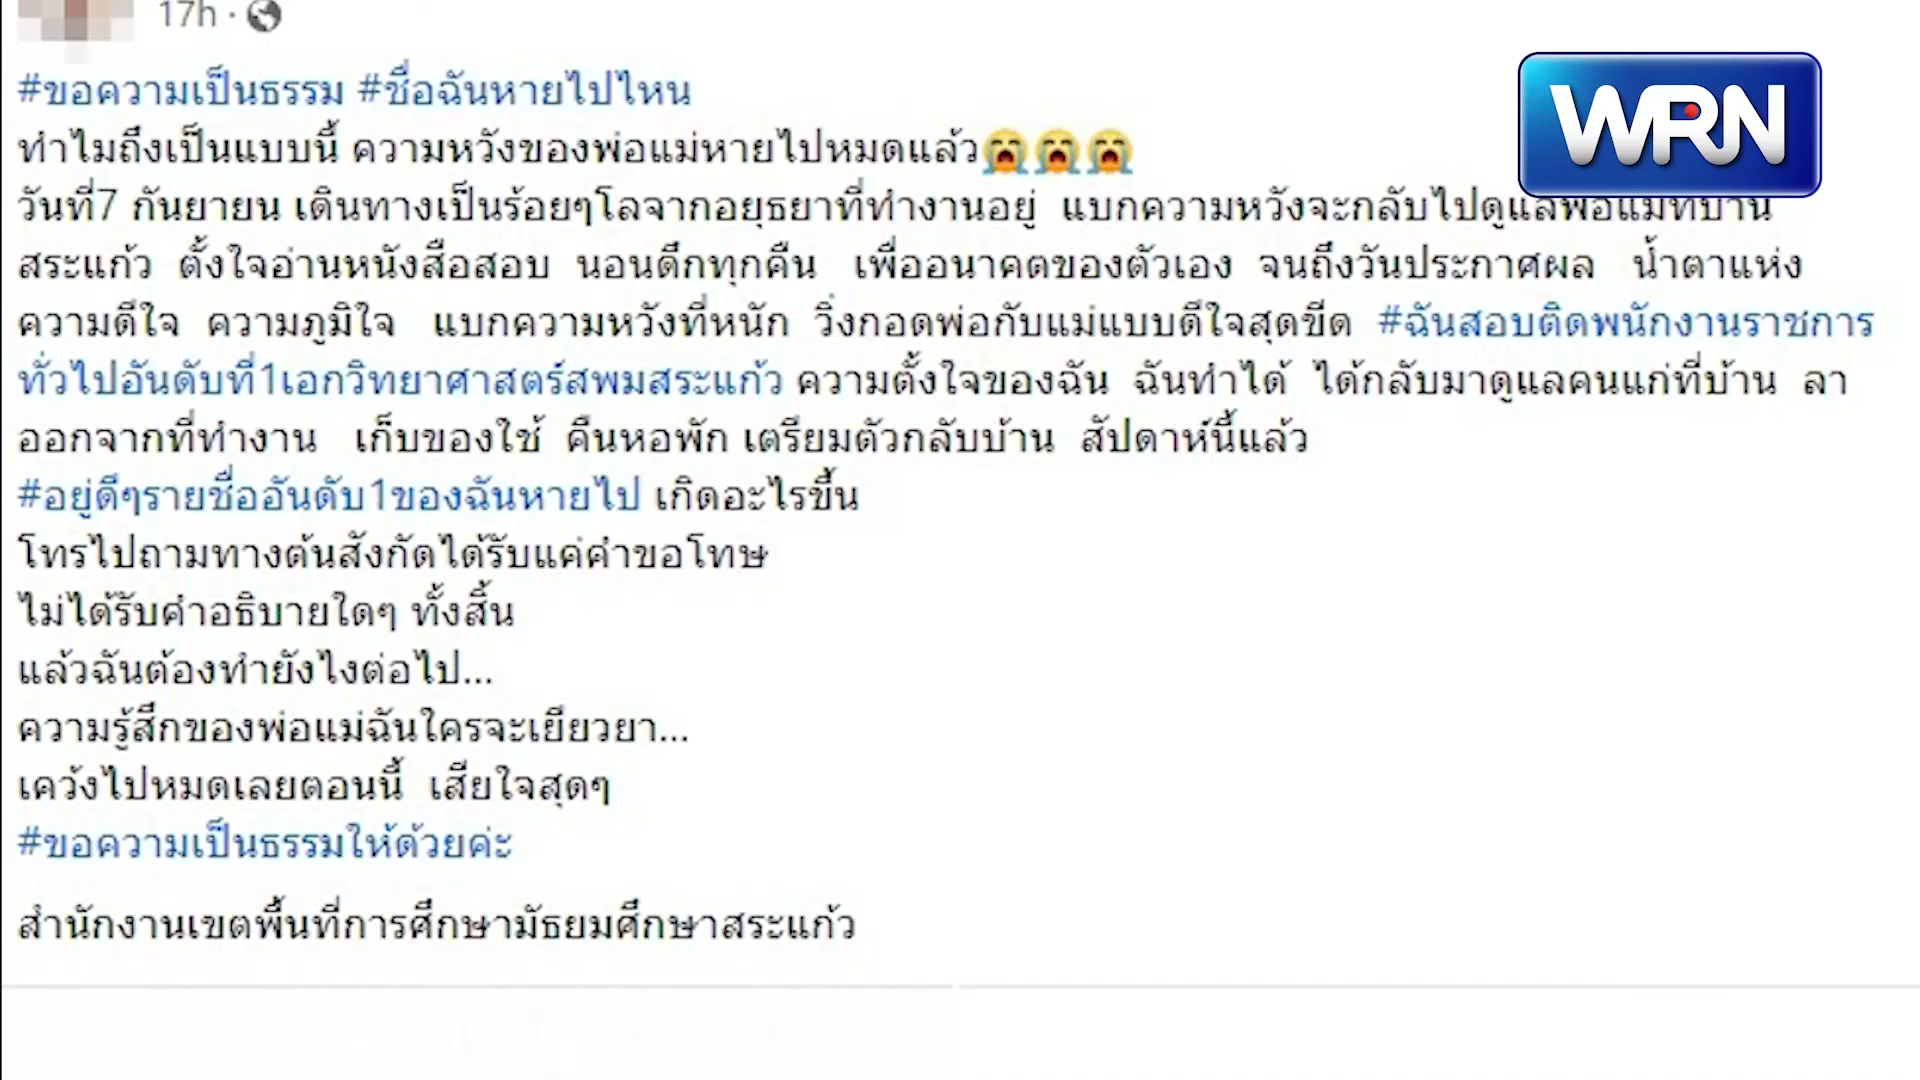 17h ·
#ขอความเป็นธรรม #ชื่อฉันหายไปไหน
WRN
ทำไมถึงเป็นแบบนี้ ความหวังของพ่อแม่หายไปหมดแล้ว😭😭😭
วันที่7 กันยายน เดินทางเป็นร้อยๆโลจากอยุธยาที่ทำงานอยู่ แบกความหวังจะกลับไปดูแลพ่อแม่ที่บ้าน
สระแก้ว ตั้งใจอ่านหนังสือสอบ นอนดึกทุกคืน เพื่ออนาคตของตัวเอง จนถึงวันประกาศผล น้ำตาแห่ง
ความดีใจ ความภูมิใจ แบกความหวังที่หนัก วิ่งกอดพ่อกับแม่แบบดีใจสุดขีด #ฉันสอบติดพนักงานราชการ
ทั่วไปอันดับที่1เอกวิทยาศาสตร์สพมสระแก้ว ความตั้งใจของฉัน ฉันทำได้ ได้กลับมาดูแลคนแก่ที่บ้าน ลา
ออกจากที่ทำงาน เก็บของใช้ คืนหอพัก เตรียมตัวกลับบ้าน สัปดาห์นี้แล้ว
#อยู่ดีๆรายชื่ออันดับ1ของฉันหายไป เกิดอะไรขึ้น
โทรไปถามทางต้นสังกัดได้รับแค่คำขอโทษ
ไม่ได้รับคำอธิบายใดๆ ทั้งสิ้น
แล้วฉันต้องทำยังไงต่อไป...
ความรู้สึกของพ่อแม่ฉันใครจะเยียวยา...
เคว้งไปหมดเลยตอนนี้ เสียใจสุดๆ
#ขอความเป็นธรรมให้ด้วยค่ะ
สำนักงานเขตพื้นที่การศึกษามัธยมศึกษาสระแก้ว